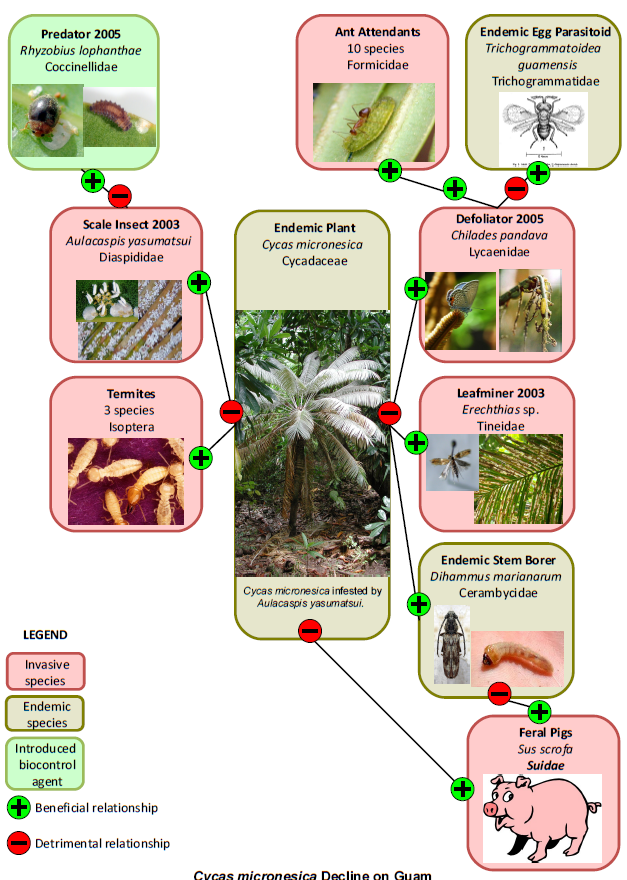 Predator 2005
Rhyzobius lophanthae
Coccinellidae
Ant Attendants
10 species
Formicidae
Endemic Egg Parasitoid
Trichogrammatoidea
guamensis
Trichogrammatidae
Scale Insect 2003
Aulacaspis yasumatsui
Diaspididae
Endemic Plant
Cycas micronesica
Cycadaceae
Defoliator 2005
Chilades pandava
Lycaenidae
Termites
3 species
Isoptera
Leafminer 2003
Erechthias sp.
Tineidae
Cycas micronesica infested by
Aulacaspis yasumatsui.
Endemic Stem Borer
Dihammus marianarum
Cerambycidae
Feral Pigs
Sus scrofa
Suidae
LEGEND
Invasive
species
Endemic
species
Introduced
biocontrol
agent
Beneficial relationship
Detrimental relationship
Cycas micronesica Decline on Guam